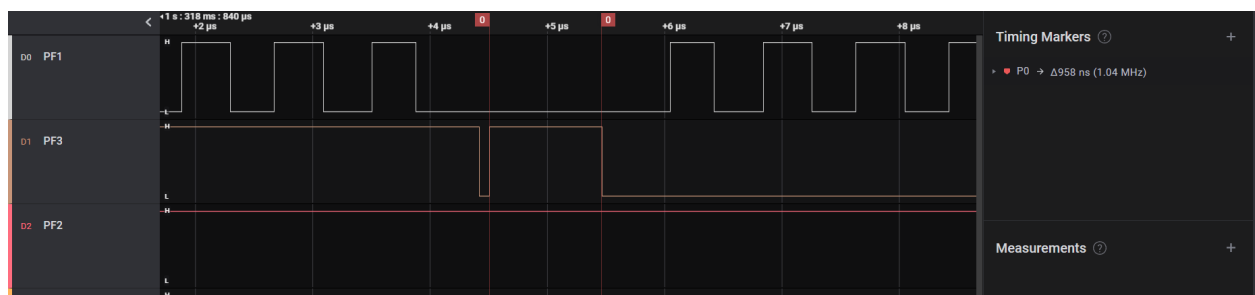 1 s : 318 ms : 840 µs
+2 µs +3 µs +4 µs 0 +5 µs 0 +6 µs +7 µs +8 µs
Timing Markers ? +
P0 → Δ958 ns (1.04 MHz)
D0 PF1
H
L
D1 PF3
H
L
D2 PF2
H
L
H
Measurements ? +